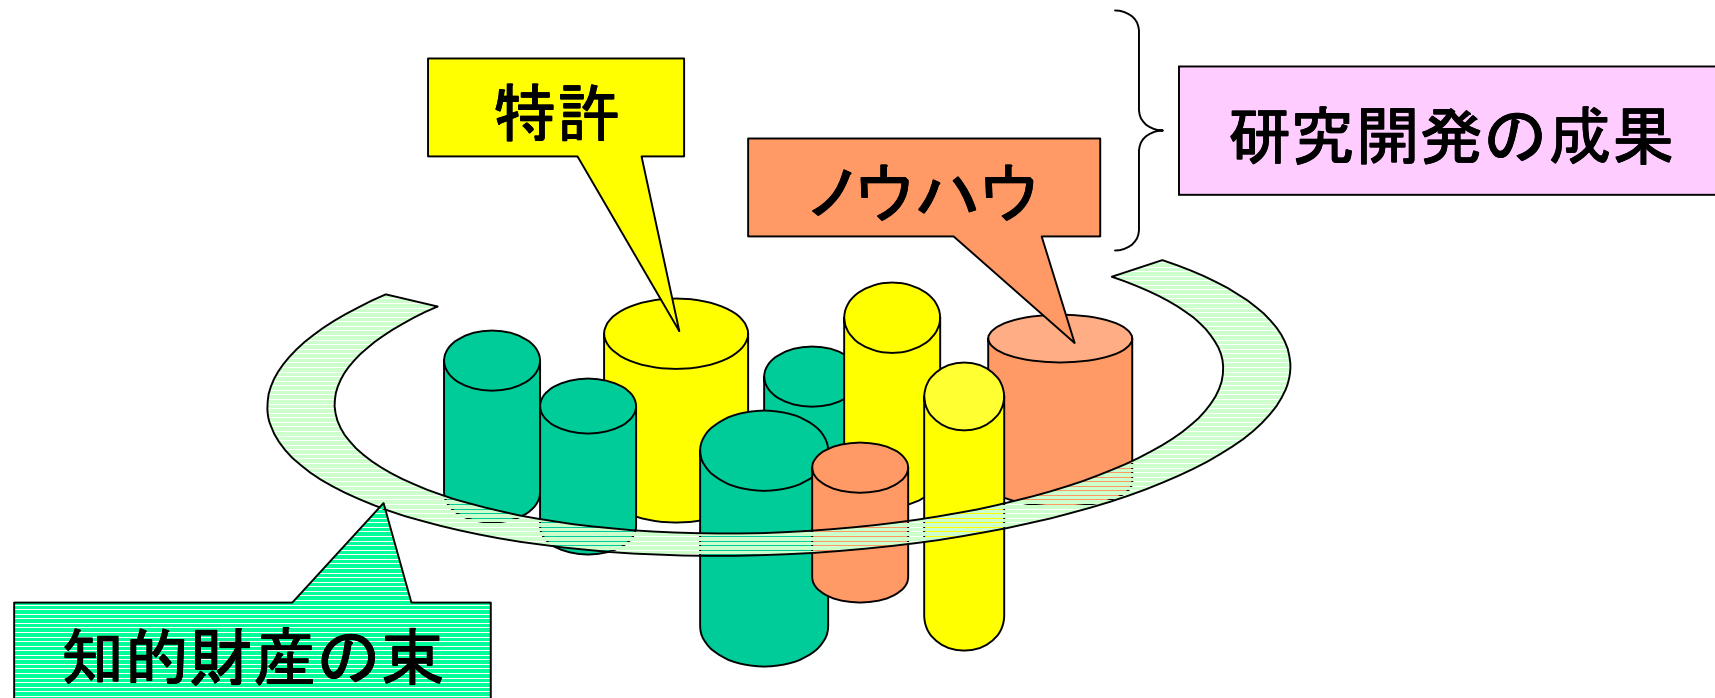 特許
ノウハウ
研究開発の成果
知的財産の束